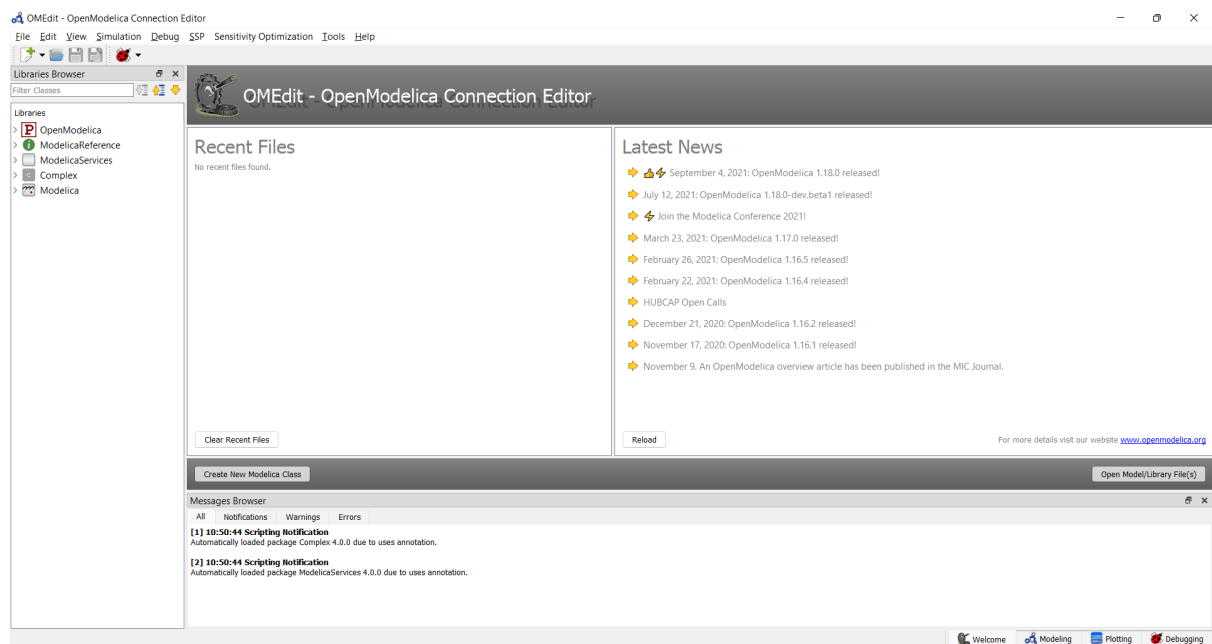 OMEdit - OpenModelica Connection Editor
File Edit View Simulation Debug SSP Sensitivity Optimization Tools Help
Libraries Browser
Filter Classes
Libraries
P OpenModelica
i ModelicaReference
ModelicaServices
C Complex
Modelica
OMEdit - OpenModelica Connection Editor
Recent Files
No recent files found.
Clear Recent Files
Latest News
September 4, 2021: OpenModelica 1.18.0 released!
July 12, 2021: OpenModelica 1.18.0-dev.beta1 released!
Join the Modelica Conference 2021!
March 23, 2021: OpenModelica 1.17.0 released!
February 26, 2021: OpenModelica 1.16.5 released!
February 22, 2021: OpenModelica 1.16.4 released!
HUBCAP Open Calls
December 21, 2020: OpenModelica 1.16.2 released!
November 17, 2020: OpenModelica 1.16.1 released!
November 9. An OpenModelica overview article has been published in the MIC Journal.
Reload
For more details visit our website www.openmodelica.org
Create New Modelica Class
Open Model/Library File(s)
Messages Browser
All Notifications Warnings Errors
[1] 10:50:44 Scripting Notification
Automatically loaded package Complex 4.0.0 due to uses annotation.
[2] 10:50:44 Scripting Notification
Automatically loaded package ModelicaServices 4.0.0 due to uses annotation.
Welcome Modeling Plotting Debugging